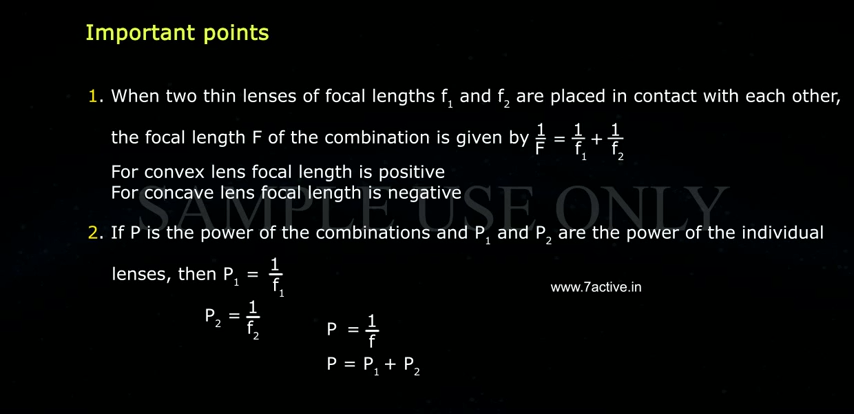 Important points
1. When two thin lenses of focal lengths f₁ and f₂ are placed in contact with each other,
the focal length F of the combination is given by 1/F = 1/f₁ + 1/f₂
For convex lens focal length is positive
For concave lens focal length is negative
SAMPLE USE ONLY
2. If P is the power of the combinations and P₁ and P₂ are the power of the individual
lenses, then P₁ = 1/f₁
www.7active.in
P₂ = 1/f₂
P = 1/f
P = P₁ + P₂